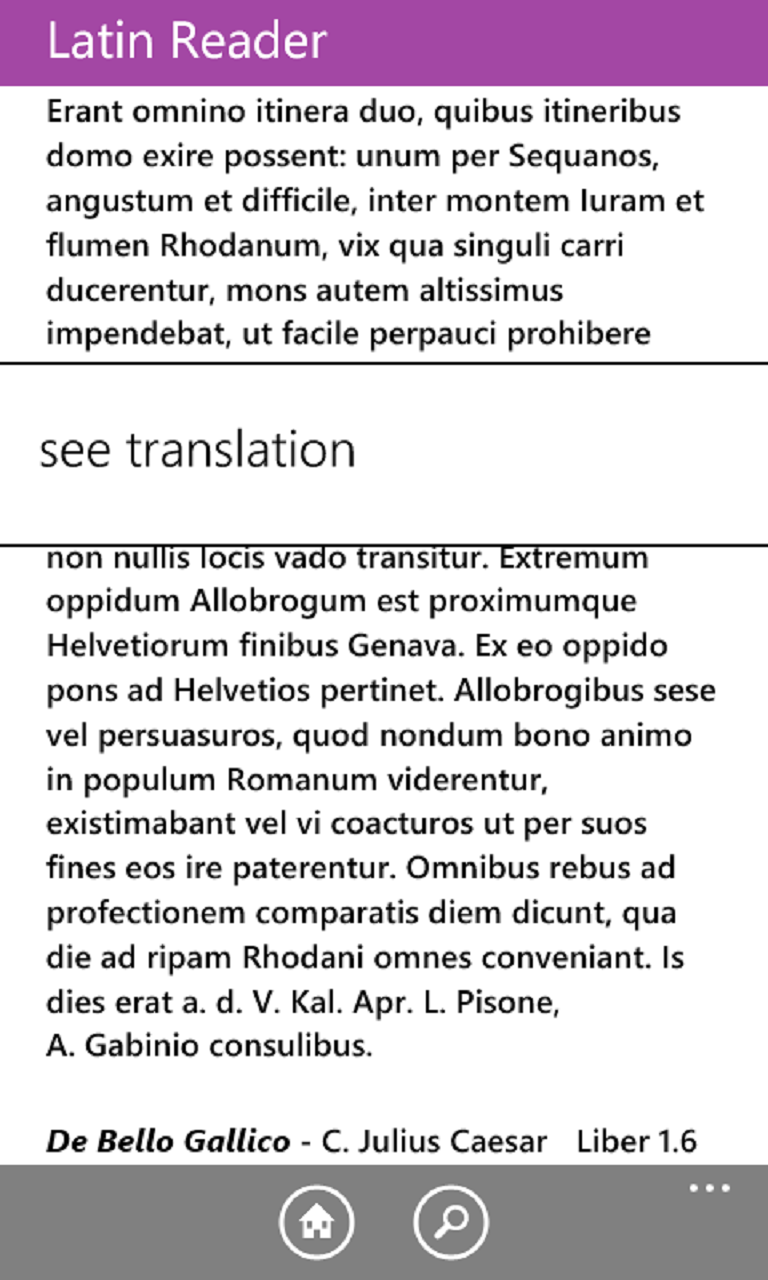 Latin Reader
Erant omnino itinera duo, quibus itineribus
domo exire possent: unum per Sequanos,
angustum et difficile, inter montem Iuram et
flumen Rhodanum, vix qua singuli carri
ducerentur, mons autem altissimus
impendebat, ut facile perpauci prohibere
see translation
non nullis locis vado transitur. Extremum
oppidum Allobrogum est proximumque
Helvetiorum finibus Genava. Ex eo oppido
pons ad Helvetios pertinet. Allobrogibus sese
vel persuasuros, quod nondum bono animo
in populum Romanum viderentur,
existimabant vel vi coacturos ut per suos
fines eos ire paterentur. Omnibus rebus ad
profectionem comparatis diem dicunt, qua
die ad ripam Rhodani omnes conveniant. Is
dies erat a. d. V. Kal. Apr. L. Pisone,
A. Gabinio consulibus.
De Bello Gallico - C. Julius Caesar Liber 1.6